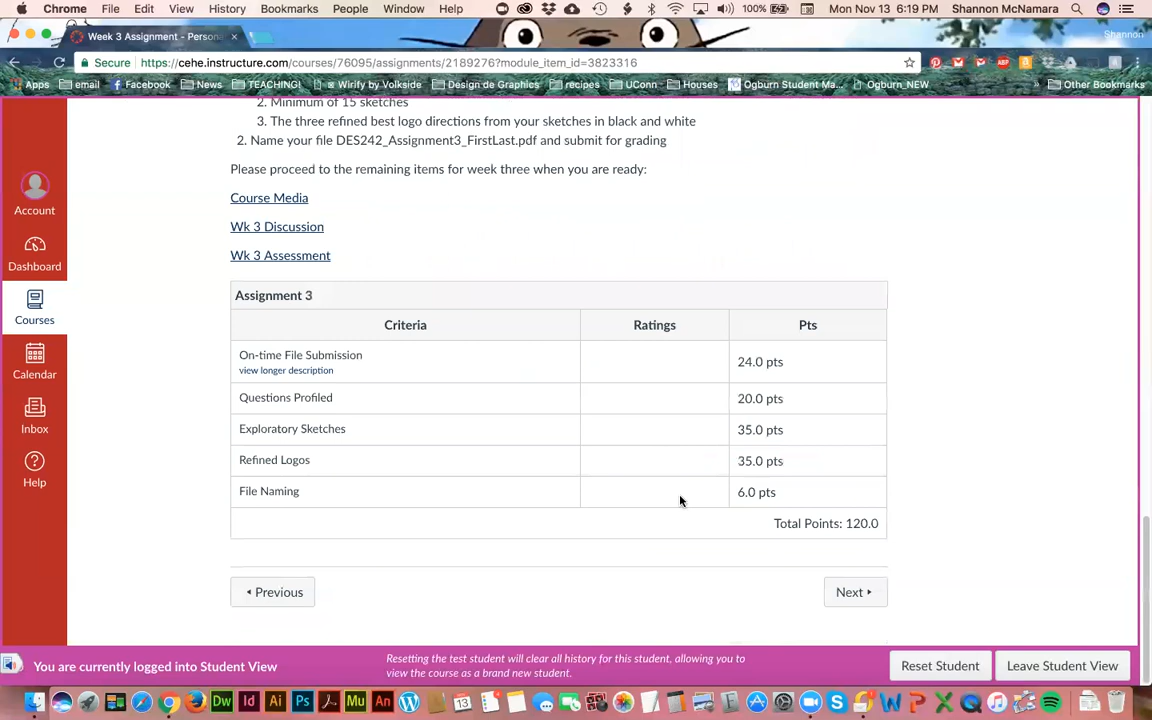 Chrome File Edit View History Bookmarks People Window Help 100% Mon Nov 13 6:19 PM Shannon McNamara
Week 3 Assignment - Persona
Shannon
Secure https://cehe.instructure.com/courses/76095/assignments/2189276?module_item_id=3823316
Apps email Facebook News TEACHING! Wirify by Volkside Design de Graphics recipes UConn Houses Ogburn Student Ma... Ogburn_NEW Other Bookmarks
2. Minimum of 15 sketches
3. The three refined best logo directions from your sketches in black and white
2. Name your file DES242_Assignment3_FirstLast.pdf and submit for grading
Please proceed to the remaining items for week three when you are ready:
Course Media
Wk 3 Discussion
Wk 3 Assessment
Account
Dashboard
Courses
Calendar
Inbox
Help
Assignment 3
Criteria Ratings Pts
On-time File Submission
view longer description
24.0 pts
Questions Profiled 20.0 pts
Exploratory Sketches 35.0 pts
Refined Logos 35.0 pts
File Naming 6.0 pts
Total Points: 120.0
Previous Next
You are currently logged into Student View
Resetting the test student will clear all history for this student, allowing you to
view the course as a brand new student.
Reset Student Leave Student View
Dw Id Ai Ps Mu An 13